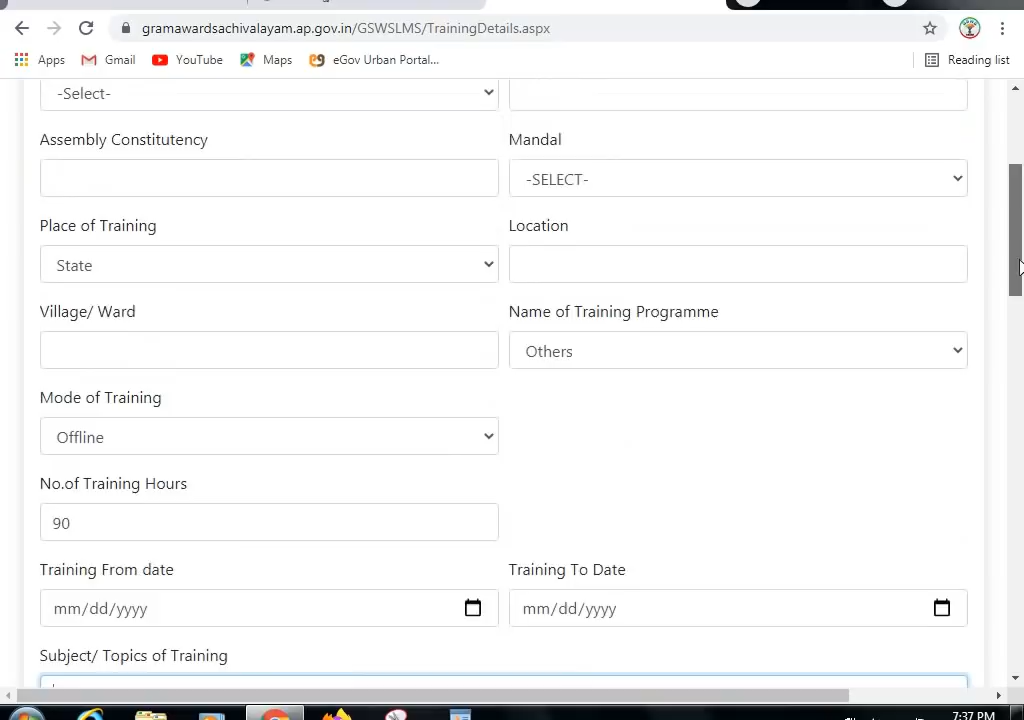 gramawardsachivalayam.ap.gov.in/GSWSLMS/TrainingDetails.aspx
Apps Gmail YouTube Maps eGov Urban Portal... Reading list
-Select-
Assembly Constitutency Mandal
-SELECT-
Place of Training Location
State
Village/ Ward Name of Training Programme
Others
Mode of Training
Offline
No.of Training Hours
90
Training From date Training To Date
mm/dd/yyyy mm/dd/yyyy
Subject/ Topics of Training
7:37 PM